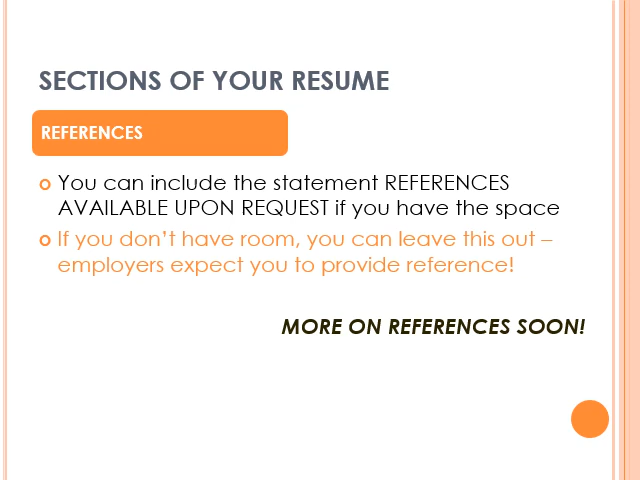 SECTIONS OF YOUR RESUME
REFERENCES
You can include the statement REFERENCES
AVAILABLE UPON REQUEST if you have the space
If you don't have room, you can leave this out –
employers expect you to provide reference!
MORE ON REFERENCES SOON!